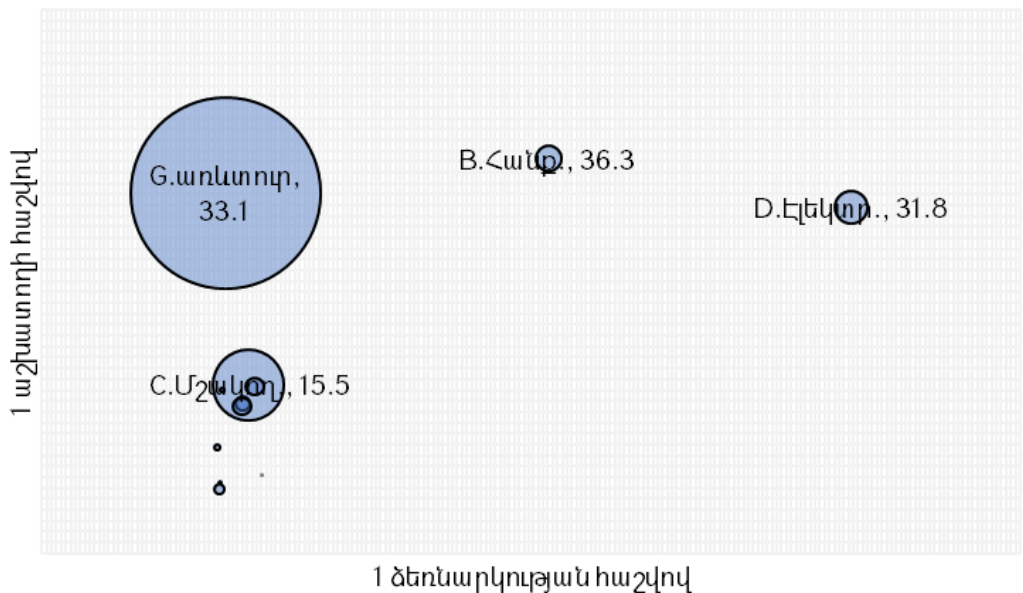 G.առևտուր,
33.1
B.Հանք., 36.3
D.Էլեկտր., 31.8
C.Մշակող., 15.5
1 աշխատողի հաշվով
1 ձեռնարկության հաշվով